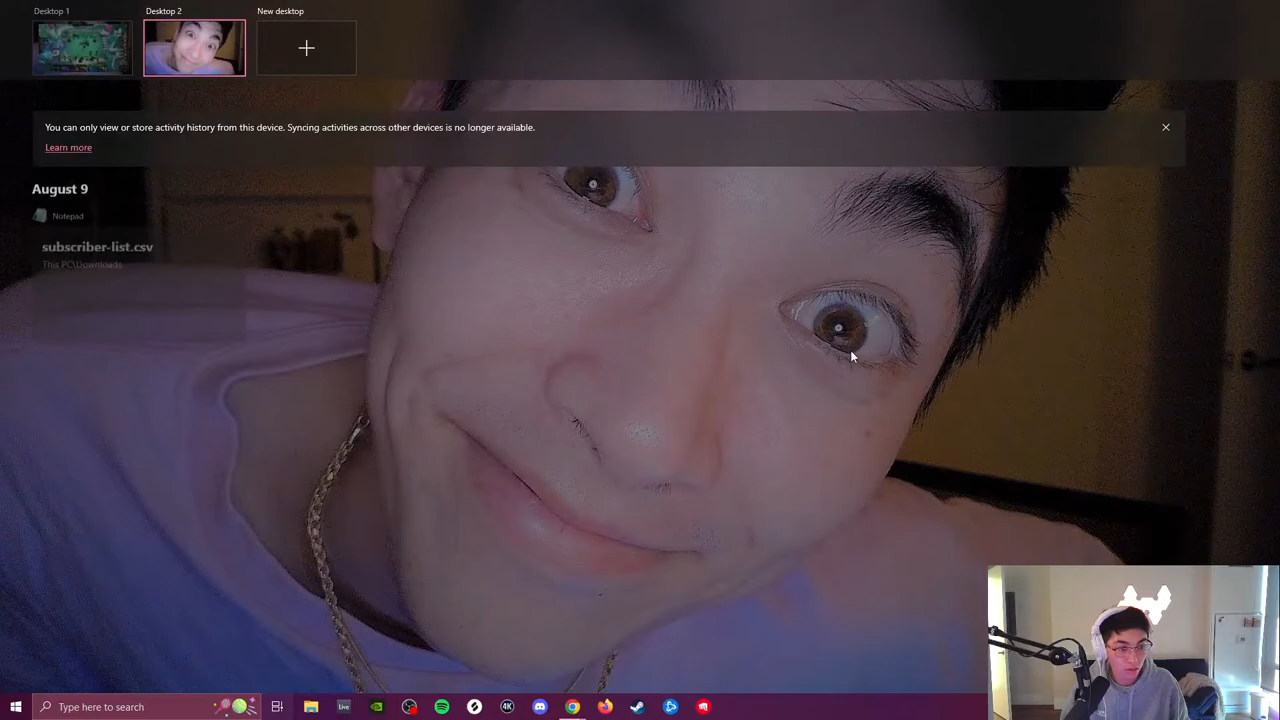 Desktop 1
Desktop 2
New desktop
You can only view or store activity history from this device. Syncing activities across other devices is no longer available.
Learn more
August 9
Notepad
subscriber-list.csv
This PC\Downloads
Type here to search
Live
4K